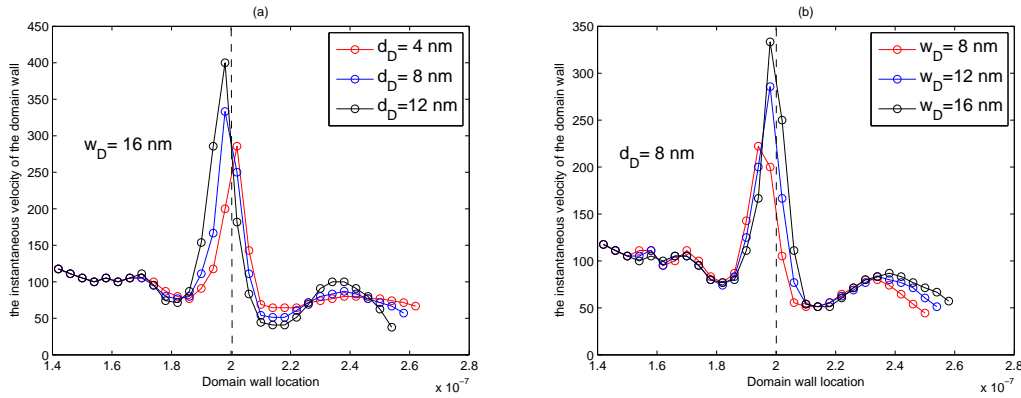 (a)
450
400
350
300
250
200
150
100
50
0
the instantaneous velocity of the domain wall
d_D= 4 nm
d_D= 8 nm
d_D=12 nm
w_D= 16 nm
1.4 1.6 1.8 2 2.2 2.4 2.6 2.8
Domain wall location
x 10^-7
(b)
350
300
250
200
150
100
50
0
the instantaneous velocity of the domain wall
w_D= 8 nm
w_D=12 nm
w_D=16 nm
d_D= 8 nm
1.4 1.6 1.8 2 2.2 2.4 2.6 2.8
Domain wall location
x 10^-7